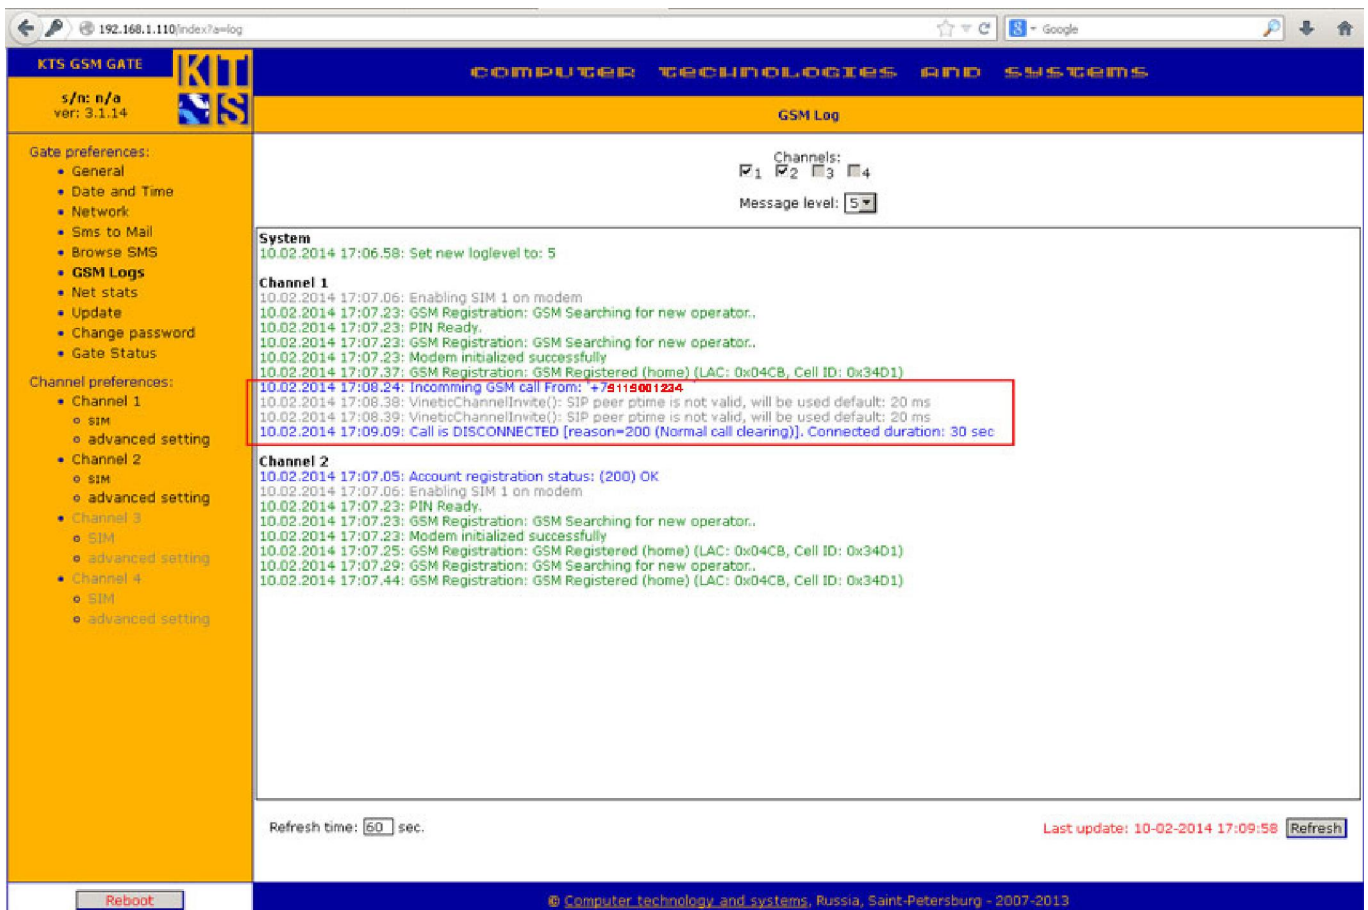 192.168.1.110/index?a=log
Google
KTS GSM GATE
s/n: n/a
ver: 3.1.14
KTS
COMPUTER TECHNOLOGIES AND SYSTEMS
GSM Log
Gate preferences:
General
Date and Time
Network
Sms to Mail
Browse SMS
GSM Logs
Net stats
Update
Change password
Gate Status
Channel preferences:
Channel 1
SIM
advanced setting
Channel 2
SIM
advanced setting
Channel 3
SIM
advanced setting
Channel 4
SIM
advanced setting
Channels:
1 2 3 4
Message level: 5
System
10.02.2014 17:06.58: Set new loglevel to: 5
Channel 1
10.02.2014 17:07.06: Enabling SIM 1 on modem
10.02.2014 17:07.23: GSM Registration: GSM Searching for new operator..
10.02.2014 17:07.23: PIN Ready.
10.02.2014 17:07.23: GSM Registration: GSM Searching for new operator..
10.02.2014 17:07.23: Modem initialized successfully
10.02.2014 17:07.37: GSM Registration: GSM Registered (home) (LAC: 0x04CB, Cell ID: 0x34D1)
10.02.2014 17:08.24: Incomming GSM call From: '+79119001234'
10.02.2014 17:08.38: VineticChannelInvite(): SIP peer ptime is not valid, will be used default: 20 ms
10.02.2014 17:08.39: VineticChannelInvite(): SIP peer ptime is not valid, will be used default: 20 ms
10.02.2014 17:09.09: Call is DISCONNECTED [reason=200 (Normal call clearing)]. Connected duration: 30 sec
Channel 2
10.02.2014 17:07.05: Account registration status: (200) OK
10.02.2014 17:07.06: Enabling SIM 1 on modem
10.02.2014 17:07.23: PIN Ready.
10.02.2014 17:07.23: GSM Registration: GSM Searching for new operator..
10.02.2014 17:07.23: Modem initialized successfully
10.02.2014 17:07.25: GSM Registration: GSM Registered (home) (LAC: 0x04CB, Cell ID: 0x34D1)
10.02.2014 17:07.29: GSM Registration: GSM Searching for new operator..
10.02.2014 17:07.44: GSM Registration: GSM Registered (home) (LAC: 0x04CB, Cell ID: 0x34D1)
Refresh time: 60 sec.
Last update: 10-02-2014 17:09:58 Refresh
Reboot
© Computer technology and systems, Russia, Saint-Petersburg - 2007-2013